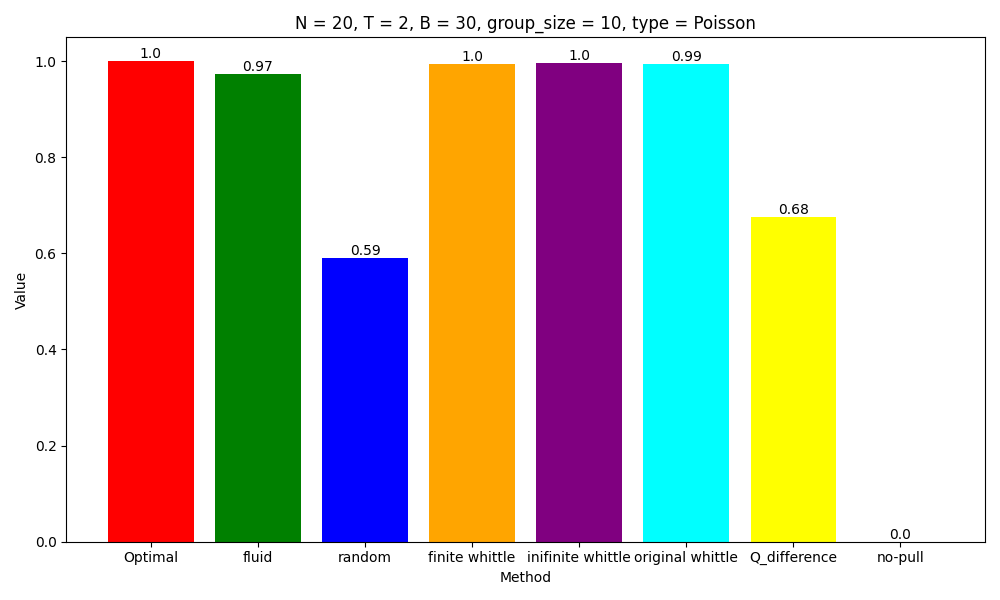 N = 20, T = 2, B = 30, group_size = 10, type = Poisson
1.0
0.97
0.59
1.0
1.0
0.99
0.68
0.0
Value
1.0
0.8
0.6
0.4
0.2
0.0
Optimal
fluid
random
finite whittle
inifinite whittle
original whittle
Q_difference
no-pull
Method